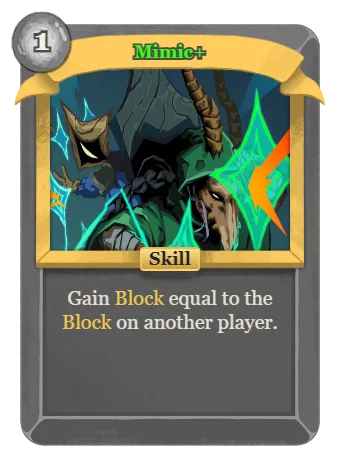 1
Mimic+
Skill
Gain Block equal to the
Block on another player.